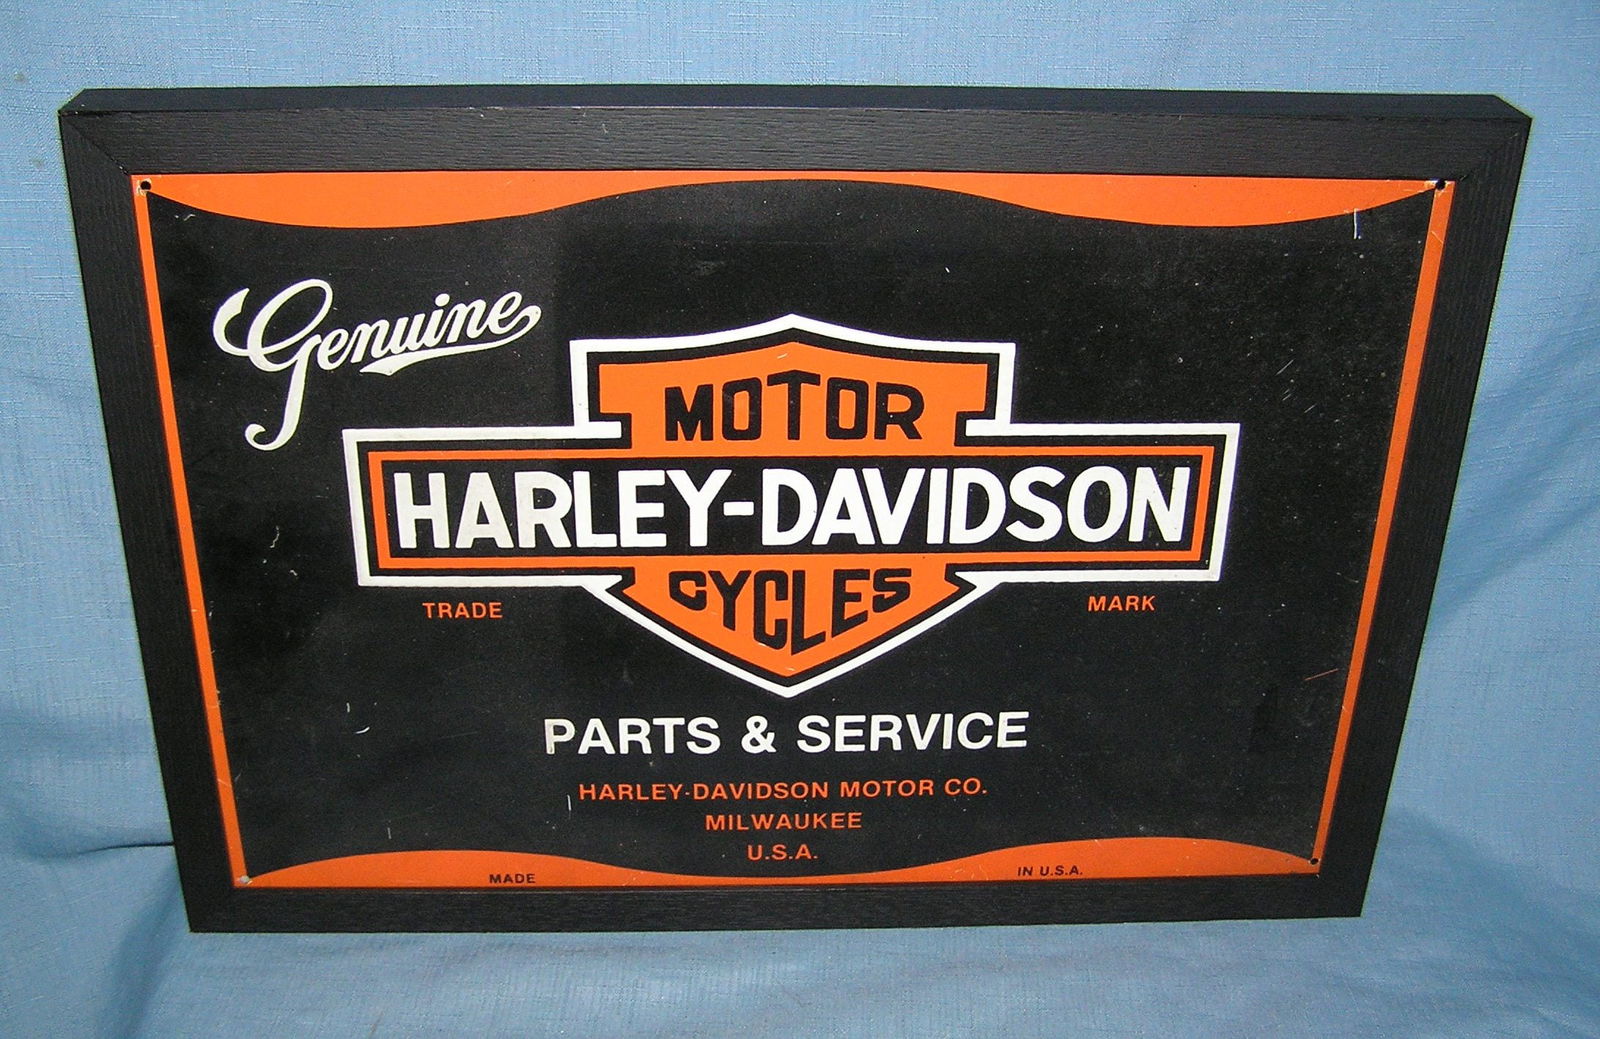 Genuine
MOTOR
HARLEY-DAVIDSON
CYCLES
TRADE MARK
PARTS & SERVICE
HARLEY-DAVIDSON MOTOR CO.
MILWAUKEE
U.S.A.
MADE IN U.S.A.